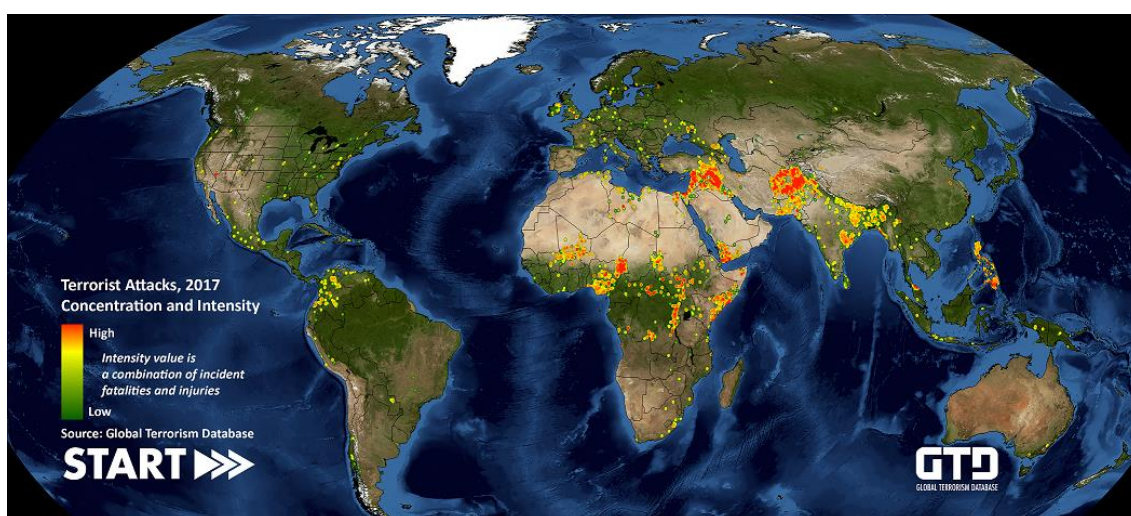 Terrorist Attacks, 2017
Concentration and Intensity
High
Intensity value is
a combination of incident
fatalities and injuries
Low
Source: Global Terrorism Database
START
GTD
GLOBAL TERRORISM DATABASE